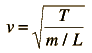 v = √(T / (m / L))